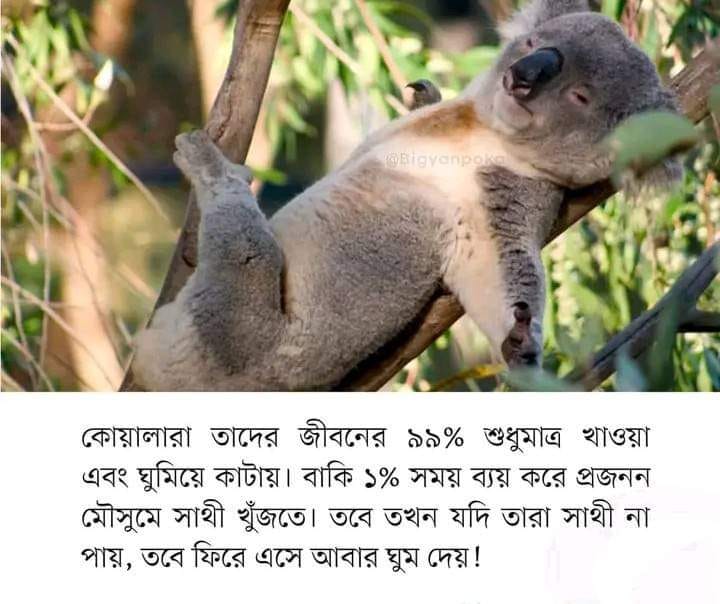 @Bigyanpoka
কোয়ালারা তাদের জীবনের ৯৯% শুধুমাত্র খাওয়া
এবং ঘুমিয়ে কাটায়। বাকি ১% সময় ব্যয় করে প্রজনন
মৌসুমে সাথী খুঁজতে। তবে তখন যদি তারা সাথী না
পায়, তবে ফিরে এসে আবার ঘুম দেয়!